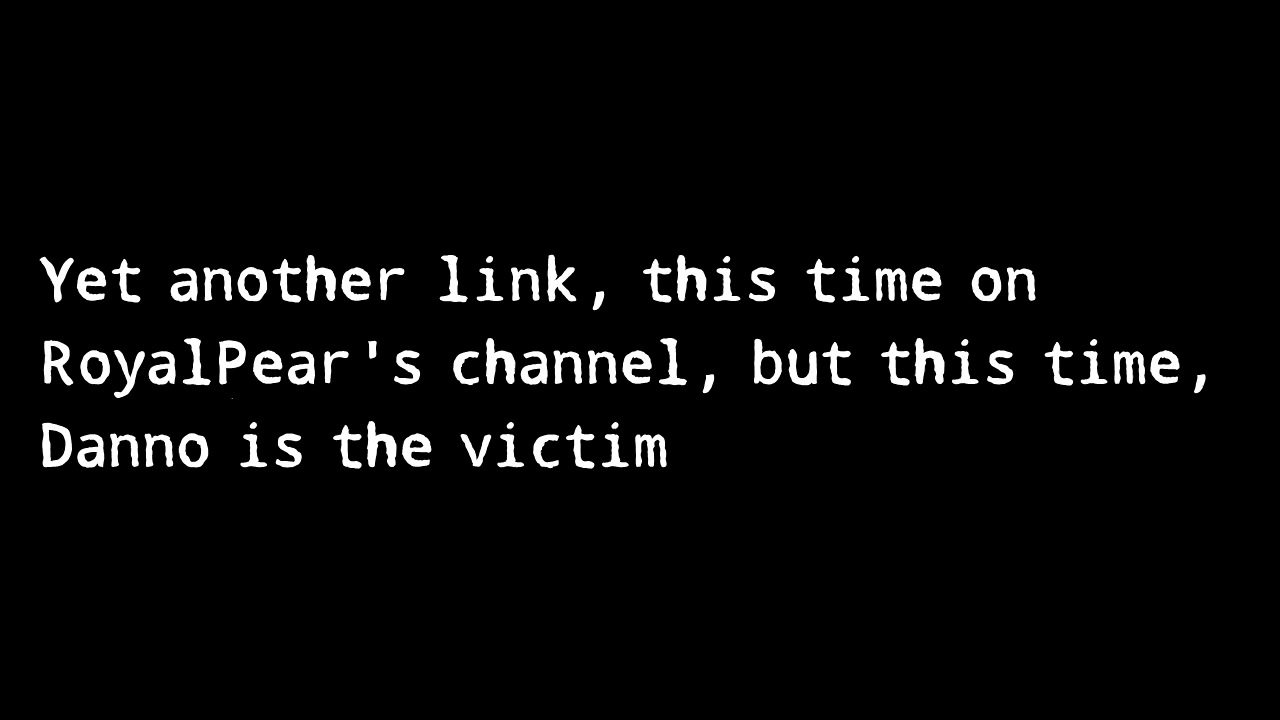 Yet another link, this time on
RoyalPear's channel, but this time,
Danno is the victim